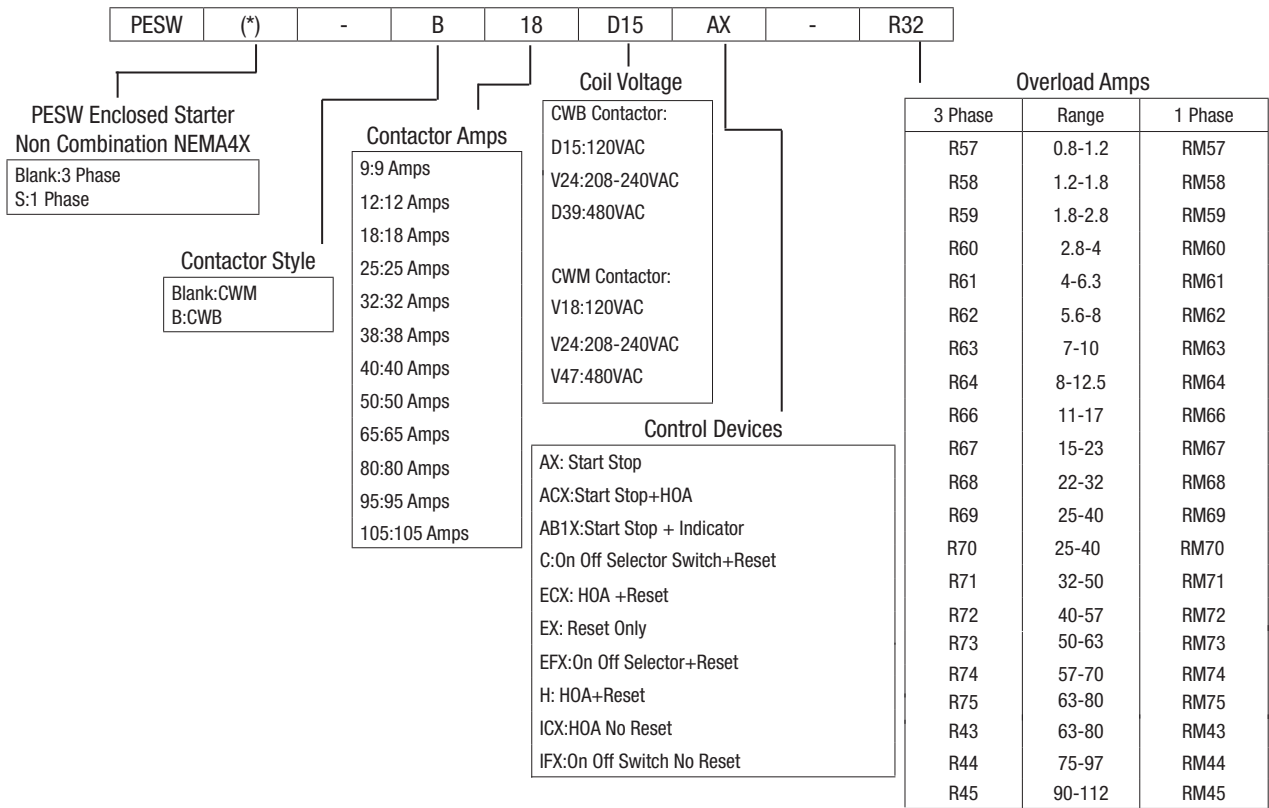 PESW (*) - B 18 D15 AX - R32
PESW Enclosed Starter
Non Combination NEMA4X
Blank:3 Phase
S:1 Phase
Contactor Style
Blank:CWM
B:CWB
Contactor Amps
9:9 Amps
12:12 Amps
18:18 Amps
25:25 Amps
32:32 Amps
38:38 Amps
40:40 Amps
50:50 Amps
65:65 Amps
80:80 Amps
95:95 Amps
105:105 Amps
Coil Voltage
CWB Contactor:
D15:120VAC
V24:208-240VAC
D39:480VAC
CWM Contactor:
V18:120VAC
V24:208-240VAC
V47:480VAC
Control Devices
AX: Start Stop
ACX:Start Stop+HOA
AB1X:Start Stop + Indicator
C:On Off Selector Switch+Reset
ECX: HOA +Reset
EX: Reset Only
EFX:On Off Selector+Reset
H: HOA+Reset
ICX:HOA No Reset
IFX:On Off Switch No Reset
Overload Amps
3 Phase Range 1 Phase
R57 0.8-1.2 RM57
R58 1.2-1.8 RM58
R59 1.8-2.8 RM59
R60 2.8-4 RM60
R61 4-6.3 RM61
R62 5.6-8 RM62
R63 7-10 RM63
R64 8-12.5 RM64
R66 11-17 RM66
R67 15-23 RM67
R68 22-32 RM68
R69 25-40 RM69
R70 25-40 RM70
R71 32-50 RM71
R72 40-57 RM72
R73 50-63 RM73
R74 57-70 RM74
R75 63-80 RM75
R43 63-80 RM43
R44 75-97 RM44
R45 90-112 RM45